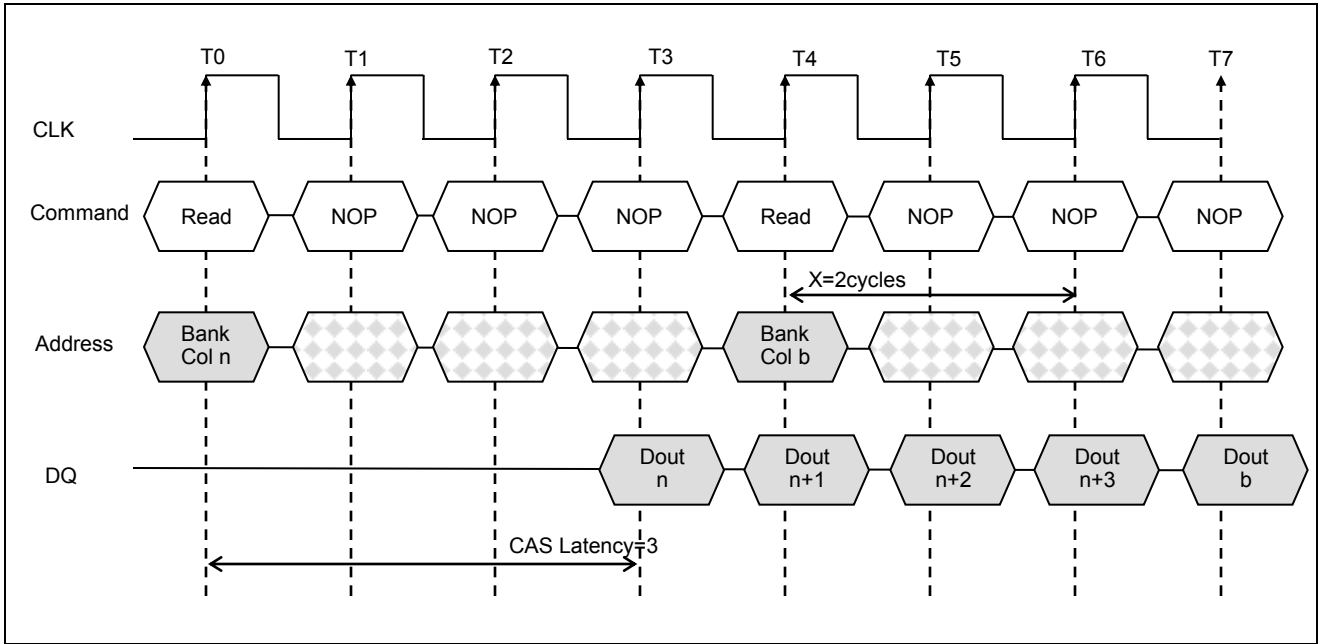 T0 T1 T2 T3 T4 T5 T6 T7
CLK
Command Read NOP NOP NOP Read NOP NOP NOP
X=2cycles
Address Bank Col n Bank Col b
DQ Dout n Dout n+1 Dout n+2 Dout n+3 Dout b
CAS Latency=3